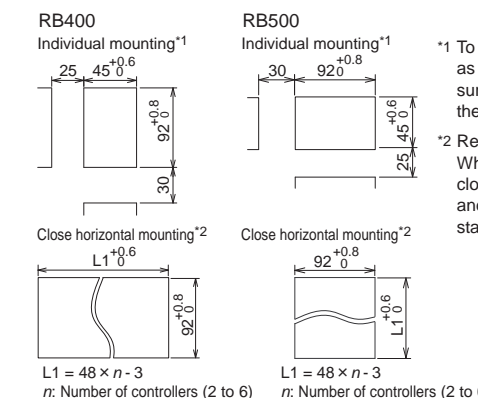 RB400
Individual mounting*1
25 45 +0.6 0
92 +0.8 0
30
Close horizontal mounting*2
L1 +0.6 0
92 +0.8 0
L1 = 48 × n - 3
n: Number of controllers (2 to 6)
RB500
Individual mounting*1
30 92 +0.8 0
45 +0.6 0
25
Close horizontal mounting*2
92 +0.8 0
L1 +0.6 0
L1 = 48 × n - 3
n: Number of controllers (2 to
*1 To
as
the
*2 Re
clo
and
sta